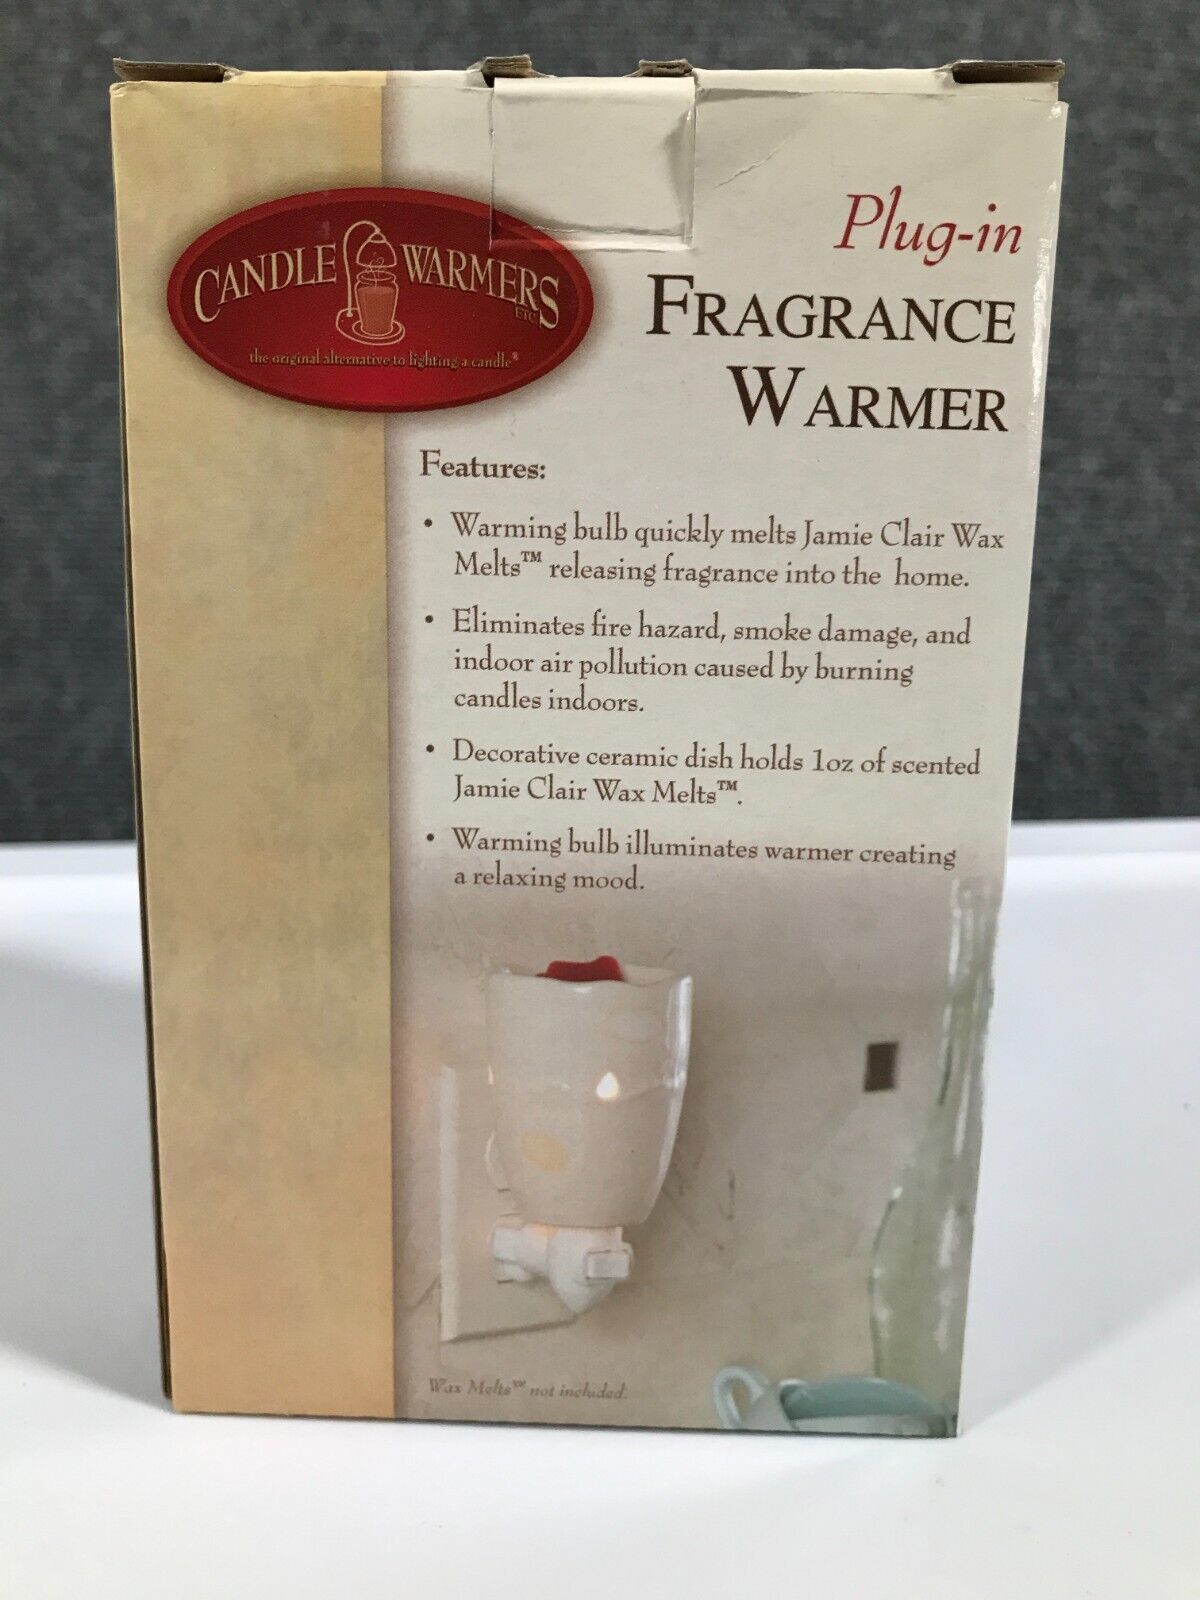 CANDLE WARMERS
ETC
the original alternative to lighting a candle®
Plug-in
FRAGRANCE
WARMER
Features:
• Warming bulb quickly melts Jamie Clair Wax
Melts™ releasing fragrance into the home.
• Eliminates fire hazard, smoke damage, and
indoor air pollution caused by burning
candles indoors.
• Decorative ceramic dish holds 1oz of scented
Jamie Clair Wax Melts™.
• Warming bulb illuminates warmer creating
a relaxing mood.
Wax Melts™ not included.